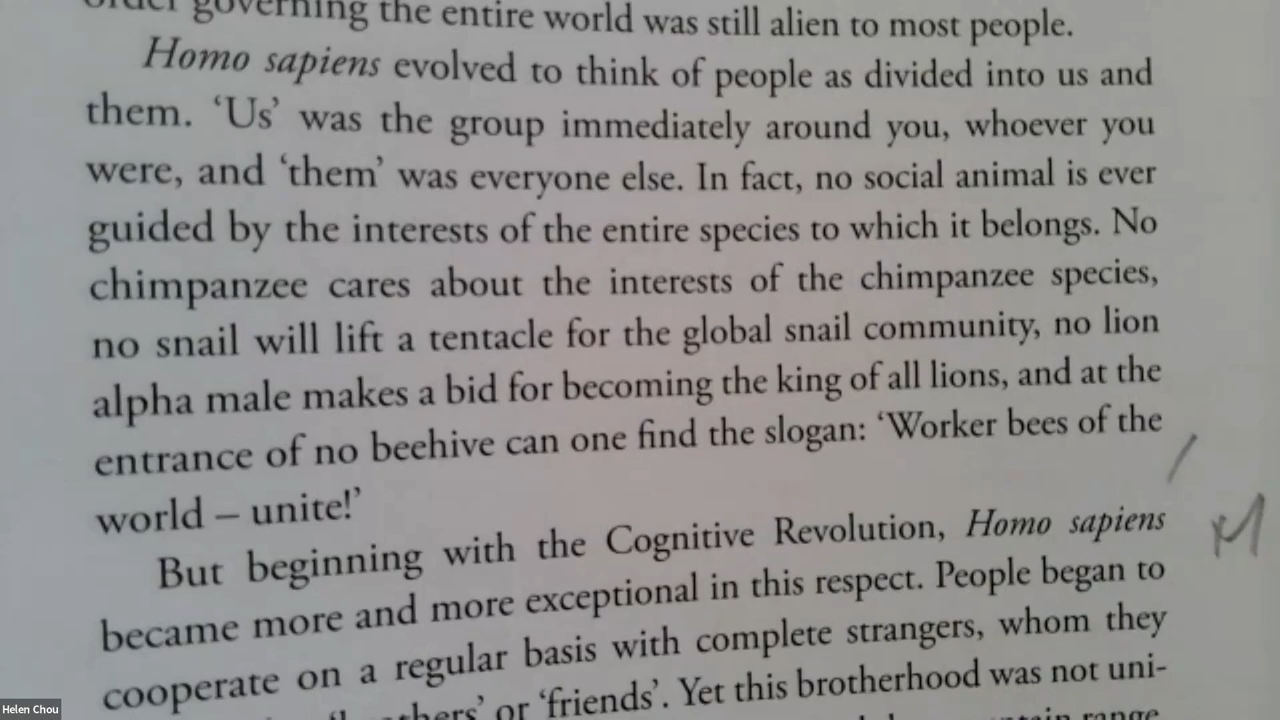 order governing the entire world was still alien to most people.
Homo sapiens evolved to think of people as divided into us and
them. ‘Us’ was the group immediately around you, whoever you
were, and ‘them’ was everyone else. In fact, no social animal is ever
guided by the interests of the entire species to which it belongs. No
chimpanzee cares about the interests of the chimpanzee species,
no snail will lift a tentacle for the global snail community, no lion
alpha male makes a bid for becoming the king of all lions, and at the
entrance of no beehive can one find the slogan: ‘Worker bees of the
world – unite!’
But beginning with the Cognitive Revolution, Homo sapiens
became more and more exceptional in this respect. People began to
cooperate on a regular basis with complete strangers, whom they
or ‘friends’. Yet this brotherhood was not uni-
range
Helen Chou